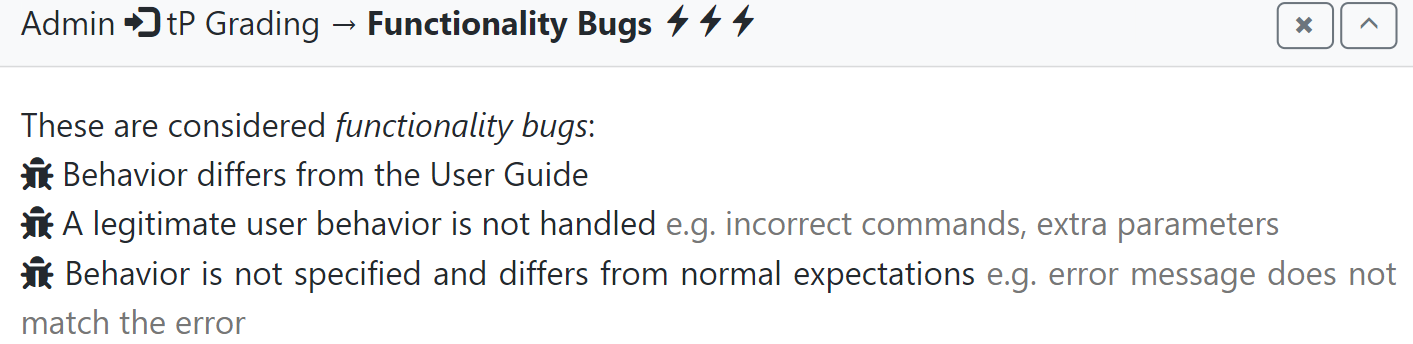 Admin tP Grading → Functionality Bugs
These are considered functionality bugs:
Behavior differs from the User Guide
A legitimate user behavior is not handled e.g. incorrect commands, extra parameters
Behavior is not specified and differs from normal expectations e.g. error message does not
match the error